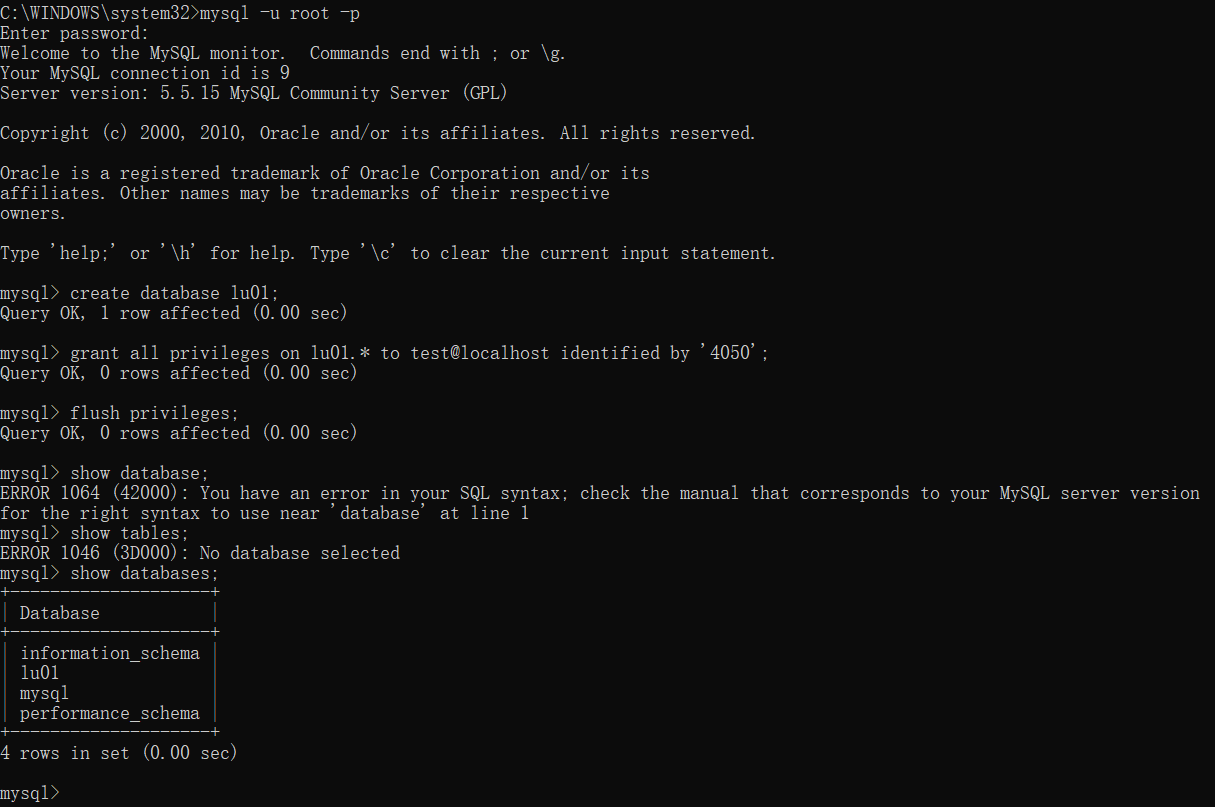 C:\WINDOWS\system32>mysql -u root -p
Enter password:
Welcome to the MySQL monitor.  Commands end with ; or \g.
Your MySQL connection id is 9
Server version: 5.5.15 MySQL Community Server (GPL)
Copyright (c) 2000, 2010, Oracle and/or its affiliates. All rights reserved.
Oracle is a registered trademark of Oracle Corporation and/or its
affiliates. Other names may be trademarks of their respective
owners.
Type 'help;' or '\h' for help. Type '\c' to clear the current input statement.
mysql> create database lu01;
Query OK, 1 row affected (0.00 sec)
mysql> grant all privileges on lu01.* to test@localhost identified by '4050';
Query OK, 0 rows affected (0.00 sec)
mysql> flush privileges;
Query OK, 0 rows affected (0.00 sec)
mysql> show database;
ERROR 1064 (42000): You have an error in your SQL syntax; check the manual that corresponds to your MySQL server version
for the right syntax to use near 'database' at line 1
mysql> show tables;
ERROR 1046 (3D000): No database selected
mysql> show databases;
+--------------------+
| Database           |
+--------------------+
| information_schema |
| lu01               |
| mysql              |
| performance_schema |
+--------------------+
4 rows in set (0.00 sec)
mysql>